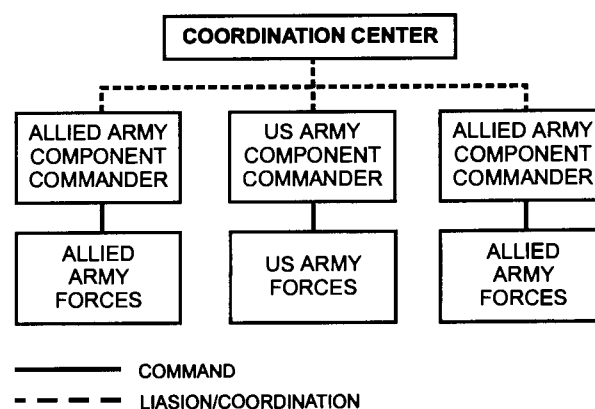 COORDINATION CENTER
ALLIED ARMY
COMPONENT
COMMANDER
US ARMY
COMPONENT
COMMANDER
ALLIED ARMY
COMPONENT
COMMANDER
ALLIED
ARMY
FORCES
US ARMY
FORCES
ALLIED
ARMY
FORCES
COMMAND
LIASION/COORDINATION